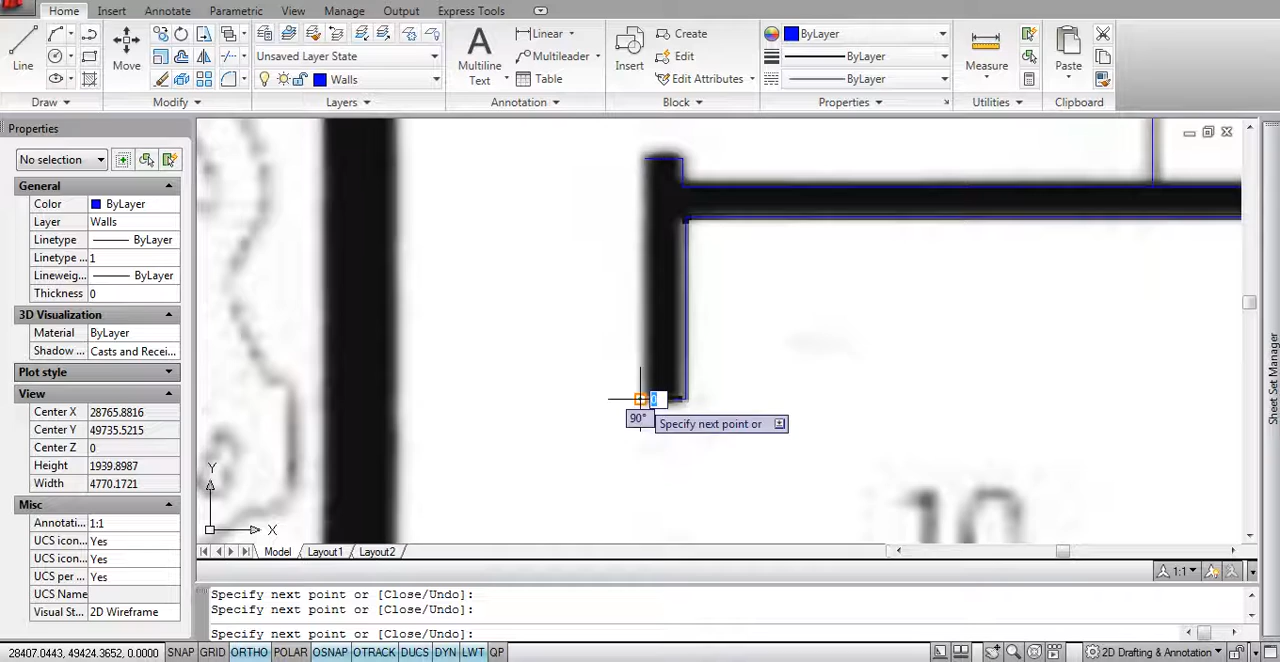 Home Insert Annotate Parametric View Manage Output Express Tools
Line
Move
Unsaved Layer State
Walls
Multiline
Text
Linear
Multileader
Table
Insert
Create
Edit
Edit Attributes
ByLayer
ByLayer
ByLayer
Measure
Paste
Draw
Modify
Layers
Annotation
Block
Properties
Utilities
Clipboard
Properties
No selection
General
Color ByLayer
Layer Walls
Linetype ByLayer
Linetype ... 1
Lineweig... ByLayer
Thickness 0
3D Visualization
Material ByLayer
Shadow ... Casts and Recei...
Plot style
View
Center X 28765.8816
Center Y 49735.5215
Center Z 0
Height 1939.8987
Width 4770.1721
Misc
Annotati... 1:1
UCS icon... Yes
UCS icon... Yes
UCS per ... Yes
UCS Name
Visual St... 2D Wireframe
0
90°
Specify next point or
10
Y
X
Sheet Set Manager
Model Layout1 Layout2
1:1
Specify next point or [Close/Undo]:
Specify next point or [Close/Undo]:
Specify next point or [Close/Undo]:
28407.0443, 49424.3652, 0.0000 SNAP GRID ORTHO POLAR OSNAP OTRACK DUCS DYN LWT QP
2D Drafting & Annotation